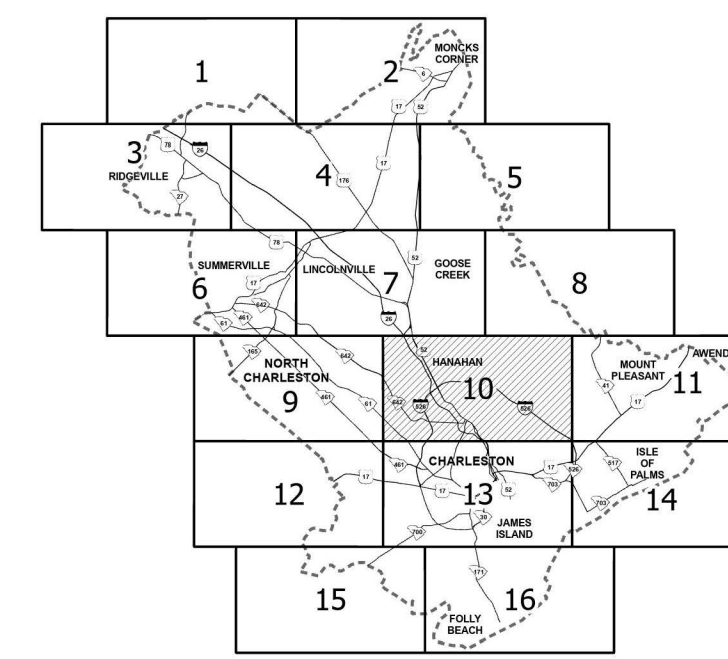 1
2
MONCKS
CORNER
6
17
52
3
78
26
RIDGEVILLE
27
4
17
176
5
78
SUMMERVILLE
17
6
642
61
461
LINCOLNVILLE
7
52
GOOSE
CREEK
26
8
165
NORTH
CHARLESTON
9
642
461
61
52
HANAHAN
10
642
526
526
MOUNT
PLEASANT
AWEND
11
41
17
12
17
CHARLESTON
461
17
13
52
17
526
703
30
700
JAMES
ISLAND
ISLE
OF
PALMS
517
14
703
15
171
16
FOLLY
BEACH